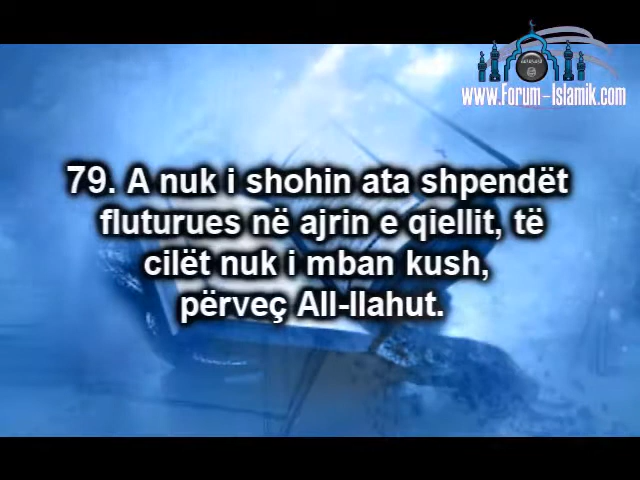 www.Forum-Islamik.com
79. A nuk i shohin ata shpendët
fluturues në ajrin e qiellit, të
cilët nuk i mban kush,
përveç All-llahut.